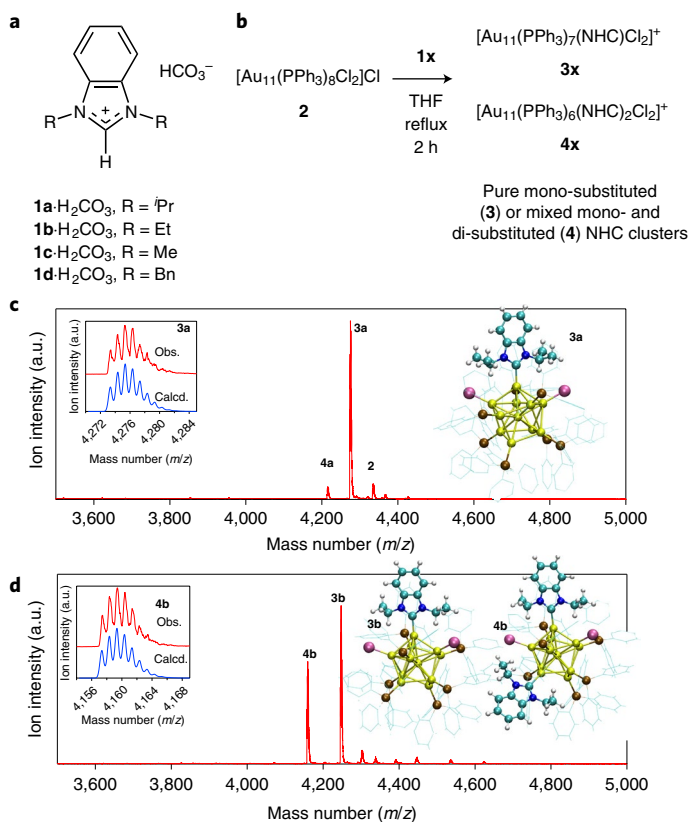 a
HCO₃⁻
R
N
+
N
R
H
1a·H₂CO₃, R = ⁱPr
1b·H₂CO₃, R = Et
1c·H₂CO₃, R = Me
1d·H₂CO₃, R = Bn
b
[Au₁₁(PPh₃)₈Cl₂]Cl
2
1x
THF
reflux
2 h
[Au₁₁(PPh₃)₇(NHC)Cl₂]⁺
3x
[Au₁₁(PPh₃)₆(NHC)₂Cl₂]⁺
4x
Pure mono-substituted
(3) or mixed mono- and
di-substituted (4) NHC clusters
c
Ion intensity (a.u.)
Ion intensity (a.u.)
3a
Obs.
Calcd.
4,272
4,276
4,280
4,284
Mass number (m/z)
4a
3a
2
3a
3,600
3,800
4,000
4,200
4,400
4,600
4,800
5,000
Mass number (m/z)
d
Ion intensity (a.u.)
Ion intensity (a.u.)
4b
Obs.
Calcd.
4,156
4,160
4,164
4,168
Mass number (m/z)
4b
3b
3b
4b
3,600
3,800
4,000
4,200
4,400
4,600
4,800
5,000
Mass number (m/z)